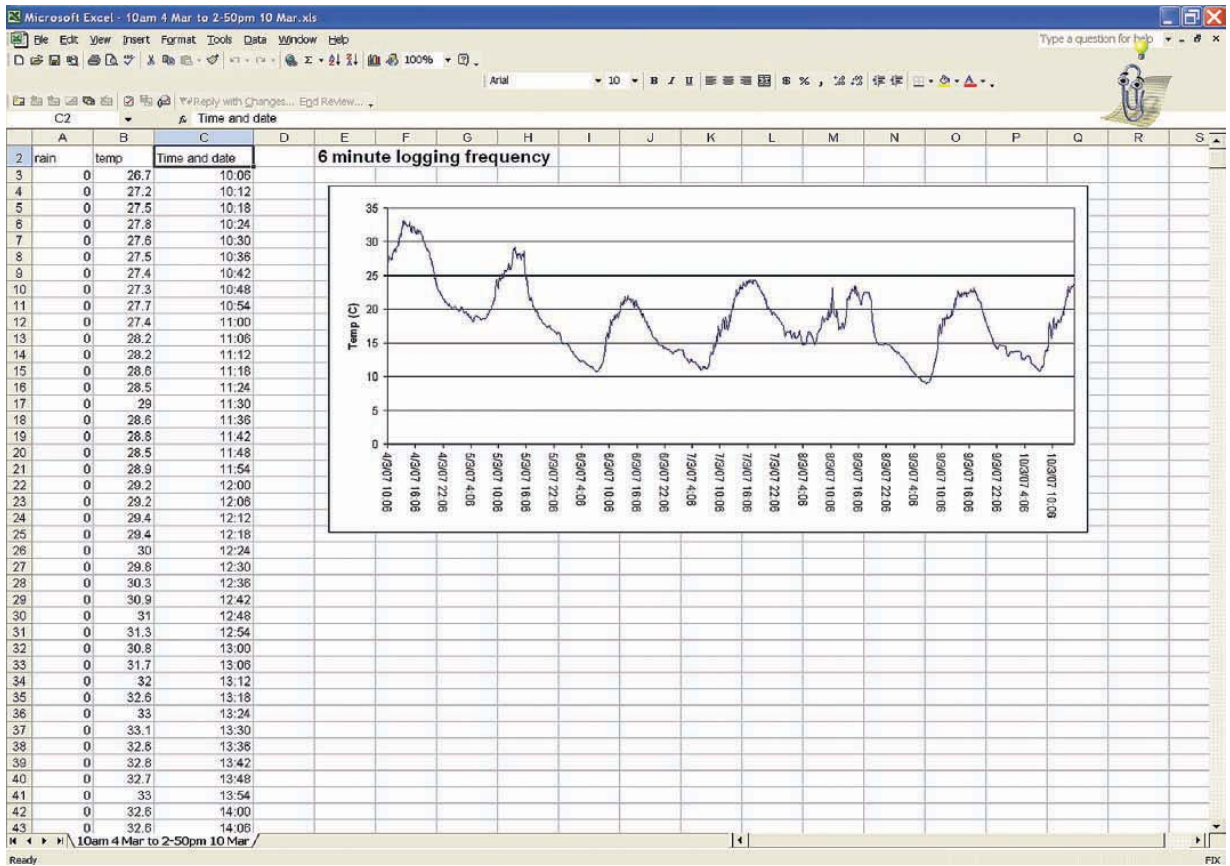 Microsoft Excel - 10am 4 Mar to 2-50pm 10 Mar.xls
File Edit View Insert Format Tools Data Window Help Type a question for help
100%
Arial 10 B I U $ % ,
Reply with Changes... End Review...
C2 fx Time and date
A B C D E F G H I J K L M N O P Q R S
2 rain temp Time and date 6 minute logging frequency
3 0 26.7 10:06
4 0 27.2 10:12
5 0 27.5 10:18
6 0 27.8 10:24
7 0 27.6 10:30
8 0 27.5 10:36
9 0 27.4 10:42
10 0 27.3 10:48
11 0 27.7 10:54
12 0 27.4 11:00
13 0 28.2 11:06
14 0 28.2 11:12
15 0 28.6 11:18
16 0 28.5 11:24
17 0 29 11:30
18 0 28.6 11:36
19 0 28.8 11:42
20 0 28.5 11:48
21 0 28.9 11:54
22 0 29.2 12:00
23 0 29.2 12:06
24 0 29.4 12:12
25 0 29.4 12:18
26 0 30 12:24
27 0 29.8 12:30
28 0 30.3 12:36
29 0 30.9 12:42
30 0 31 12:48
31 0 31.3 12:54
32 0 30.8 13:00
33 0 31.7 13:06
34 0 32 13:12
35 0 32.6 13:18
36 0 33 13:24
37 0 33.1 13:30
38 0 32.8 13:36
39 0 32.8 13:42
40 0 32.7 13:48
41 0 33 13:54
42 0 32.6 14:00
43 0 32.6 14:06
Temp (C)
35
30
25
20
15
10
5
0
4/3/07 10:06
4/3/07 16:06
4/3/07 22:06
5/3/07 4:06
5/3/07 10:06
5/3/07 16:06
5/3/07 22:06
6/3/07 4:06
6/3/07 10:06
6/3/07 16:06
6/3/07 22:06
7/3/07 4:06
7/3/07 10:06
7/3/07 16:06
7/3/07 22:06
8/3/07 4:06
8/3/07 10:06
8/3/07 16:06
8/3/07 22:06
9/3/07 4:06
9/3/07 10:06
9/3/07 16:06
9/3/07 22:06
10/3/07 4:06
10/3/07 10:06
10am 4 Mar to 2-50pm 10 Mar
Ready FIX